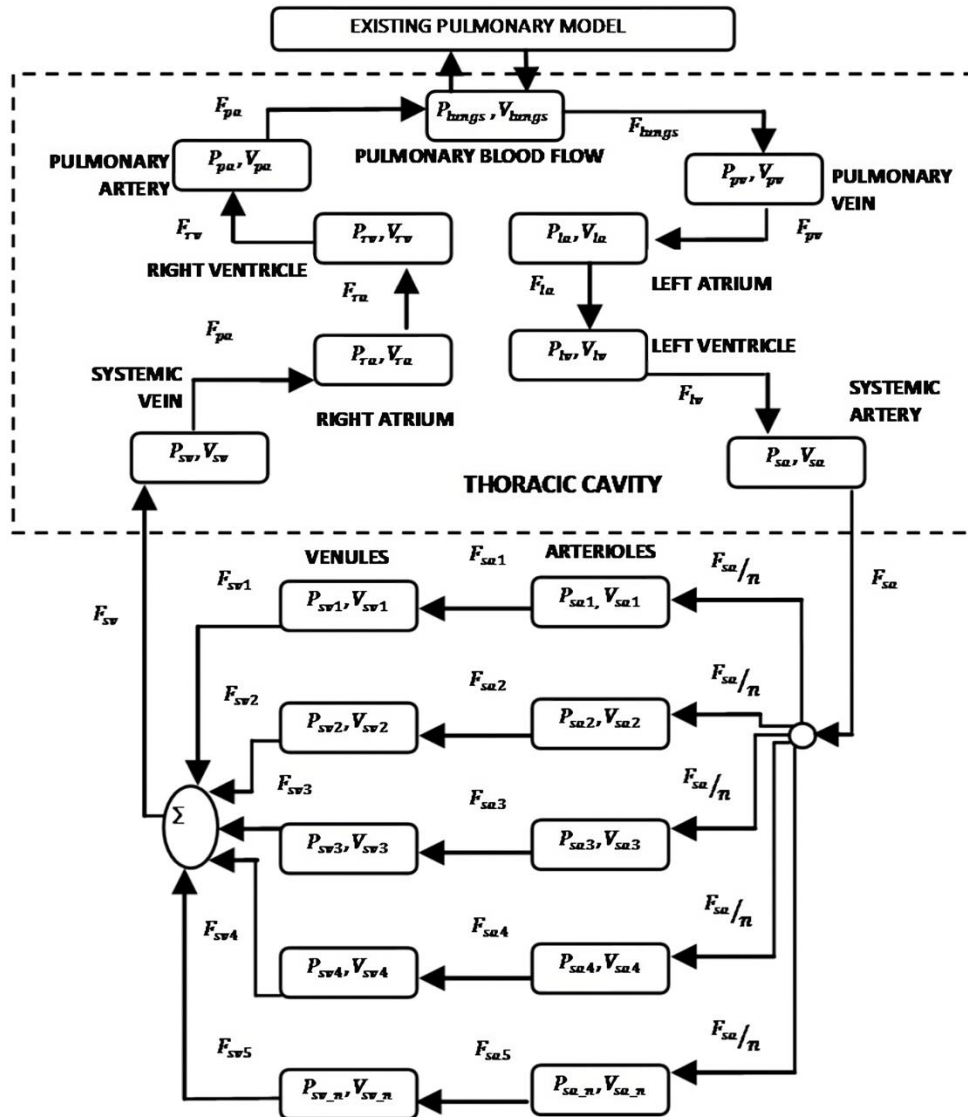 EXISTING PULMONARY MODEL
F_pa
P_lungs, V_lungs
F_lungs
PULMONARY BLOOD FLOW
PULMONARY
ARTERY
P_pa, V_pa
P_pv, V_pv
PULMONARY
VEIN
F_rv
P_rv, V_rv
P_la, V_la
F_pv
RIGHT VENTRICLE
F_ra
F_la
LEFT ATRIUM
F_pa
P_ra, V_ra
P_lv, V_lv
LEFT VENTRICLE
SYSTEMIC
VEIN
RIGHT ATRIUM
F_lv
SYSTEMIC
ARTERY
P_sv, V_sv
P_sa, V_sa
THORACIC CAVITY
VENULES
ARTERIOLES
F_sv
F_sv1
P_sv1, V_sv1
F_sa1
P_sa1, V_sa1
F_sa/n
F_sa
F_sv2
P_sv2, V_sv2
F_sa2
P_sa2, V_sa2
F_sa/n
Σ
F_sv3
P_sv3, V_sv3
F_sa3
P_sa3, V_sa3
F_sa/n
F_sv4
P_sv4, V_sv4
F_sa4
P_sa4, V_sa4
F_sa/n
F_sv5
P_sv_n, V_sv_n
F_sa5
P_sa_n, V_sa_n
F_sa/n